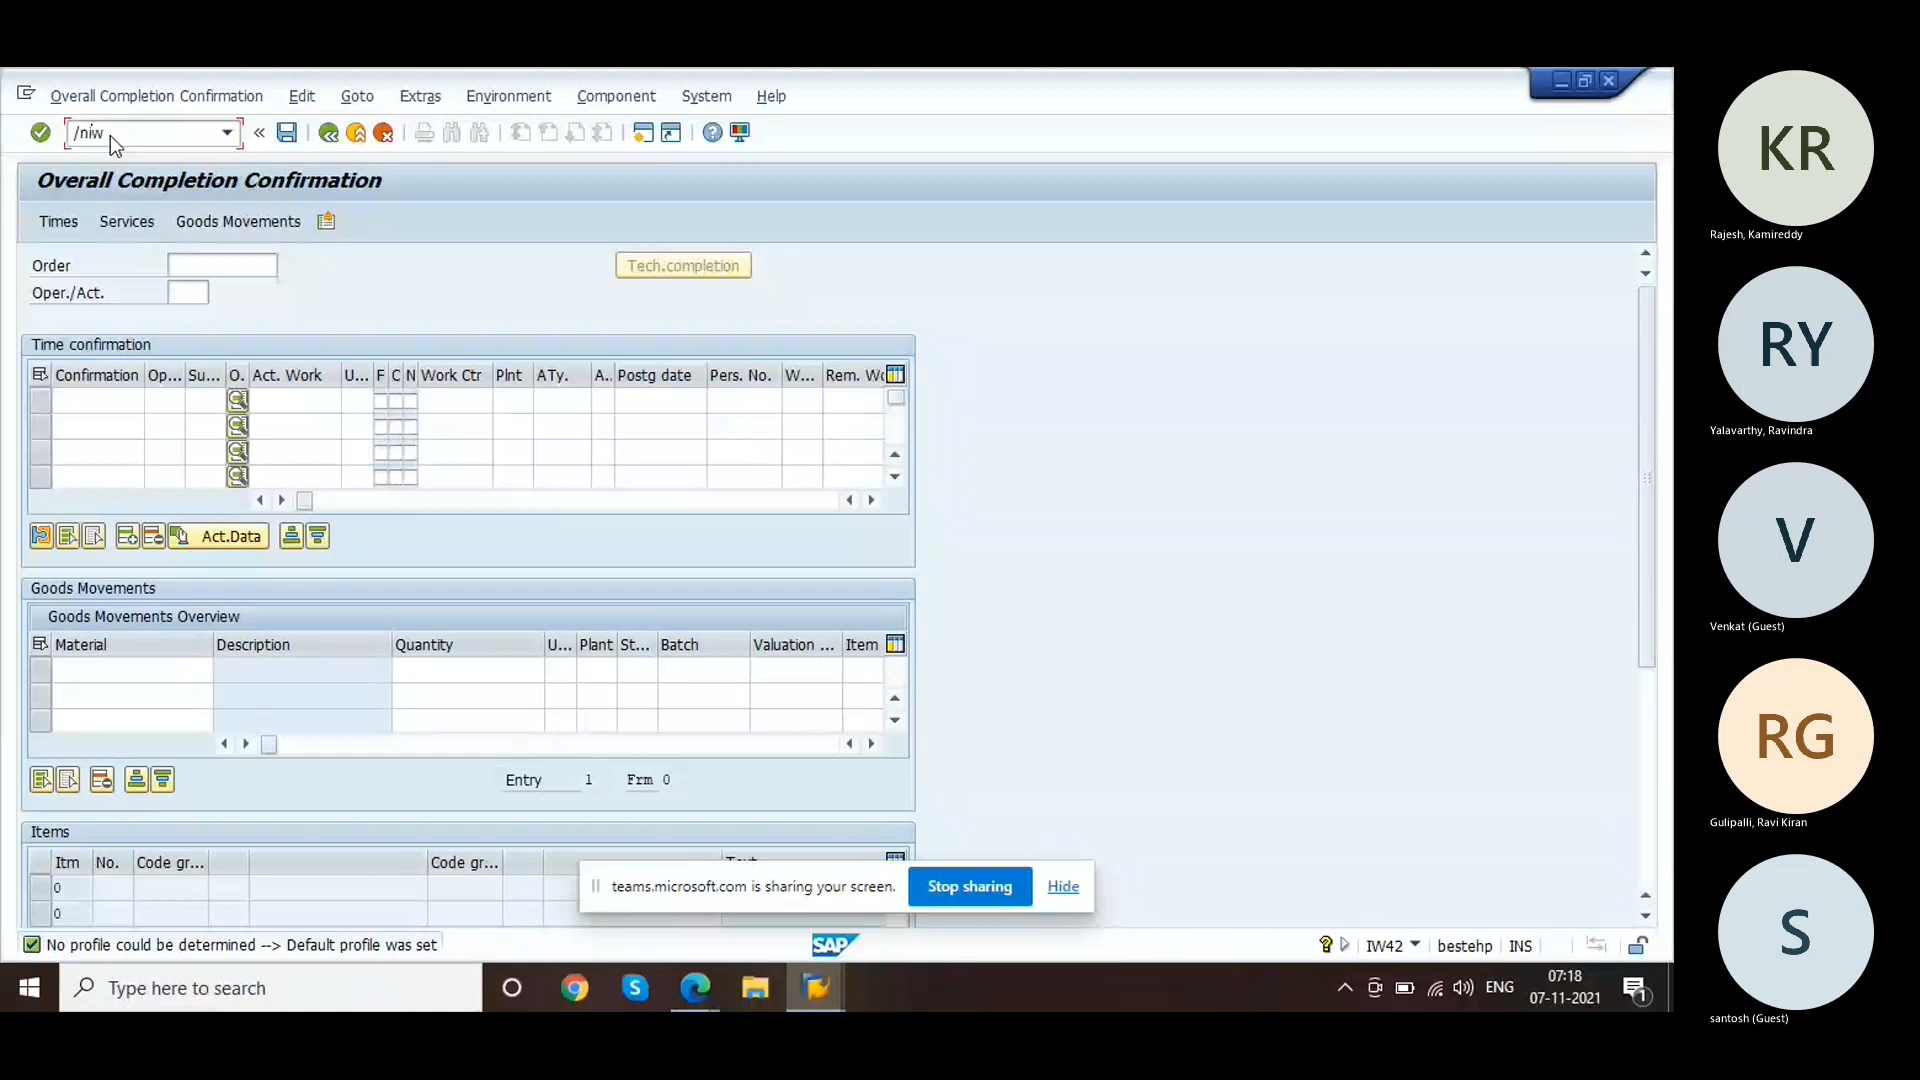 Overall Completion Confirmation Edit Goto Extras Environment Component System Help
/niw
Overall Completion Confirmation
Times Services Goods Movements
Order Tech.completion
Oper./Act.
Time confirmation
Confirmation Op... Su... O. Act. Work U... F C N Work Ctr Plnt ATy. A.. Postg date Pers. No. W... Rem. Wo
Act.Data
Goods Movements
Goods Movements Overview
Material Description Quantity U... Plant St... Batch Valuation ... Item
Entry 1 Frm 0
Items
Itm No. Code gr... Code gr...
0
0
teams.microsoft.com is sharing your screen. Stop sharing Hide
No profile could be determined --> Default profile was set SAP IW42 bestehp INS
Type here to search ENG 07:18
07-11-2021
1
KR
Rajesh, Kamireddy
RY
Yalavarthy, Ravindra
V
Venkat (Guest)
RG
Gulipalli, Ravi Kiran
S
santosh (Guest)